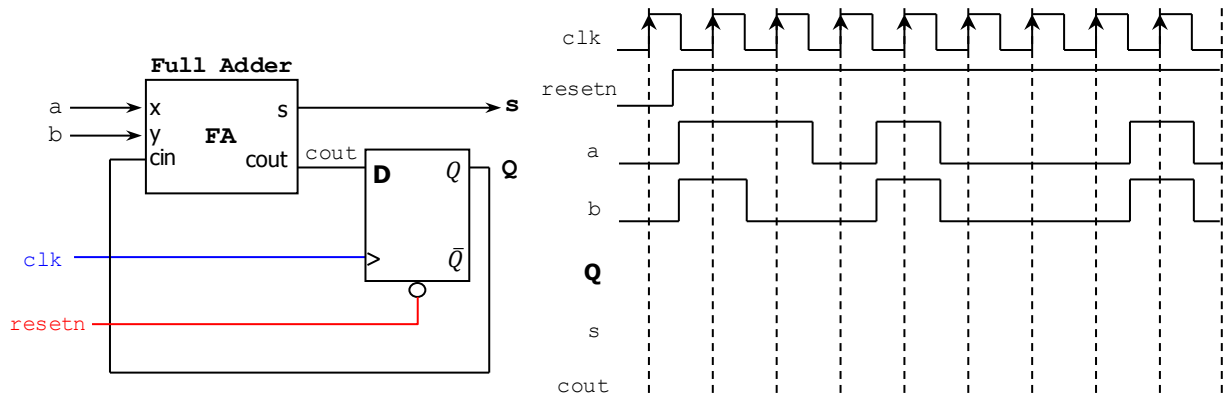 Full Adder
a
x
s
s
b
y
FA
cin
cout
cout
D
Q
Q
clk
>
Q̄
resetn
clk
resetn
a
b
Q
s
cout